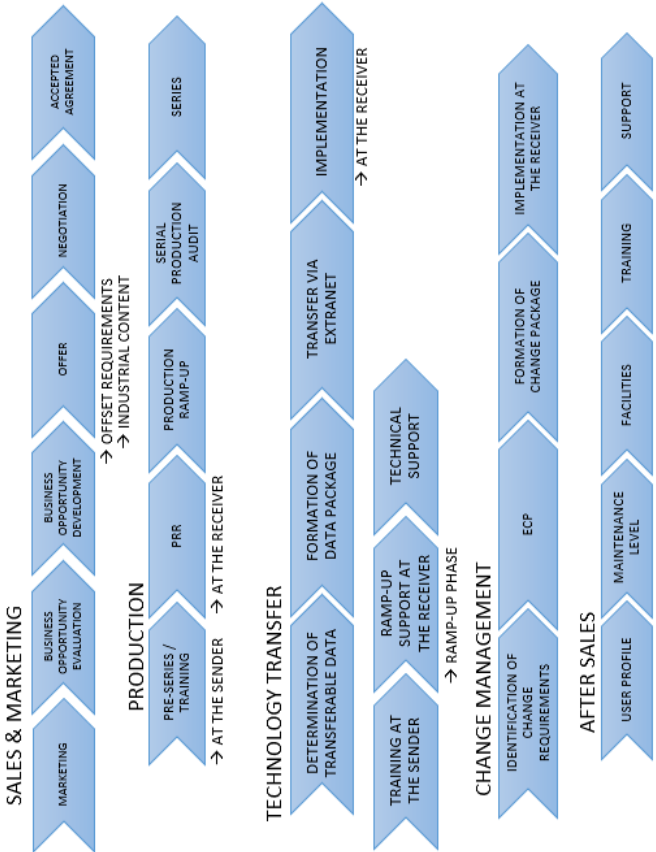 SALES & MARKETING
MARKETING
BUSINESS
OPPORTUNITY
EVALUATION
BUSINESS
OPPORTUNITY
DEVELOPMENT
OFFER
NEGOTIATION
ACCEPTED
AGREEMENT
→ OFFSET REQUIREMENTS
→ INDUSTRIAL CONTENT
PRODUCTION
PRE-SERIES /
TRAINING
PRR
PRODUCTION
RAMP-UP
SERIAL
PRODUCTION
AUDIT
SERIES
→ AT THE SENDER
→ AT THE RECEIVER
TECHNOLOGY TRANSFER
DETERMINATION OF
TRANSFERABLE DATA
FORMATION OF
DATA PACKAGE
TRANSFER VIA
EXTRANET
IMPLEMENTATION
→ AT THE RECEIVER
TRAINING AT
THE SENDER
RAMP-UP
SUPPORT AT
THE RECEIVER
TECHNICAL
SUPPORT
→ RAMP-UP PHASE
CHANGE MANAGEMENT
IDENTIFICATION OF
CHANGE
REQUIREMENTS
ECP
FORMATION OF
CHANGE PACKAGE
IMPLEMENTATION AT
THE RECEIVER
AFTER SALES
USER PROFILE
MAINTENANCE
LEVEL
FACILITIES
TRAINING
SUPPORT